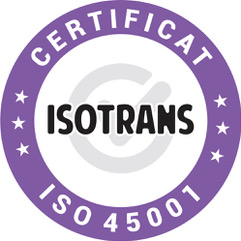 CERTIFICAT
ISOTRANS
ISO 45001